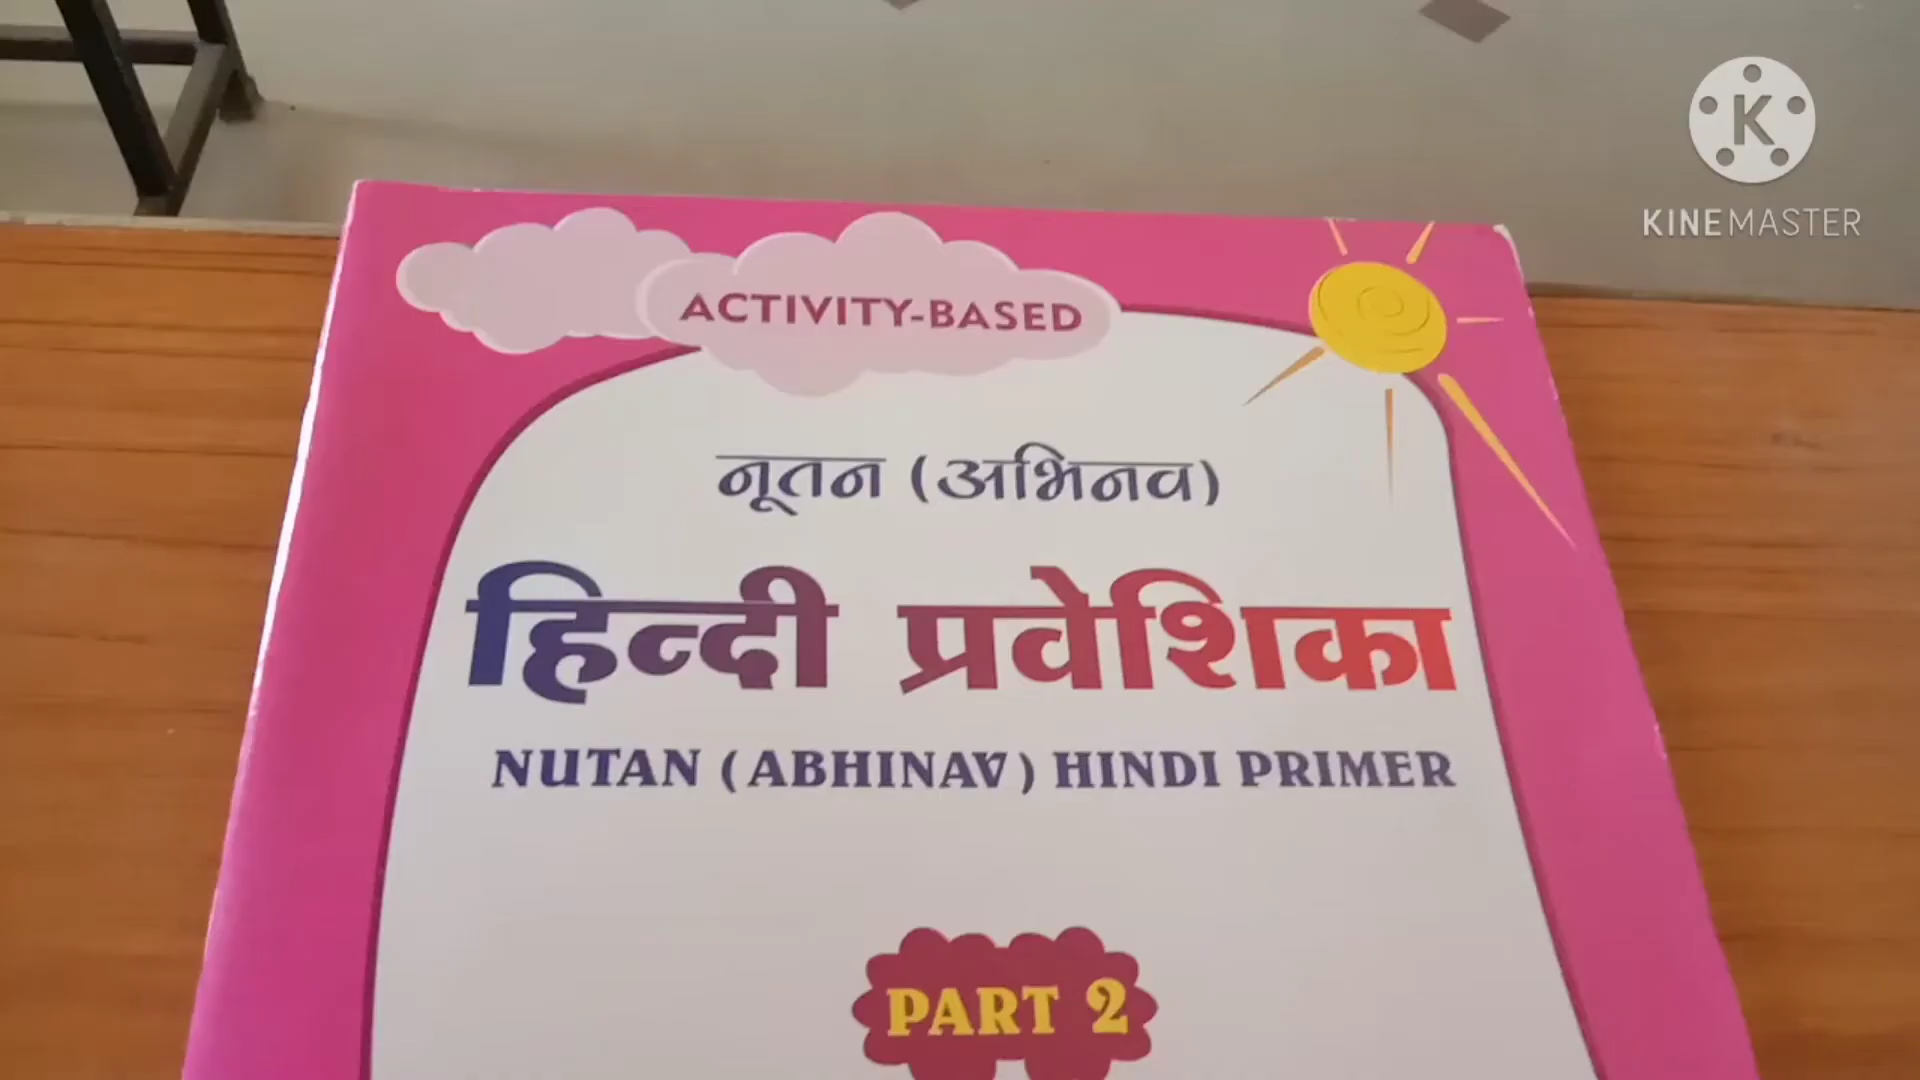 K
KINEMASTER
ACTIVITY-BASED
नूतन (अभिनव)
हिन्दी प्रवेशिका
NUTAN (ABHINAV) HINDI PRIMER
PART 2